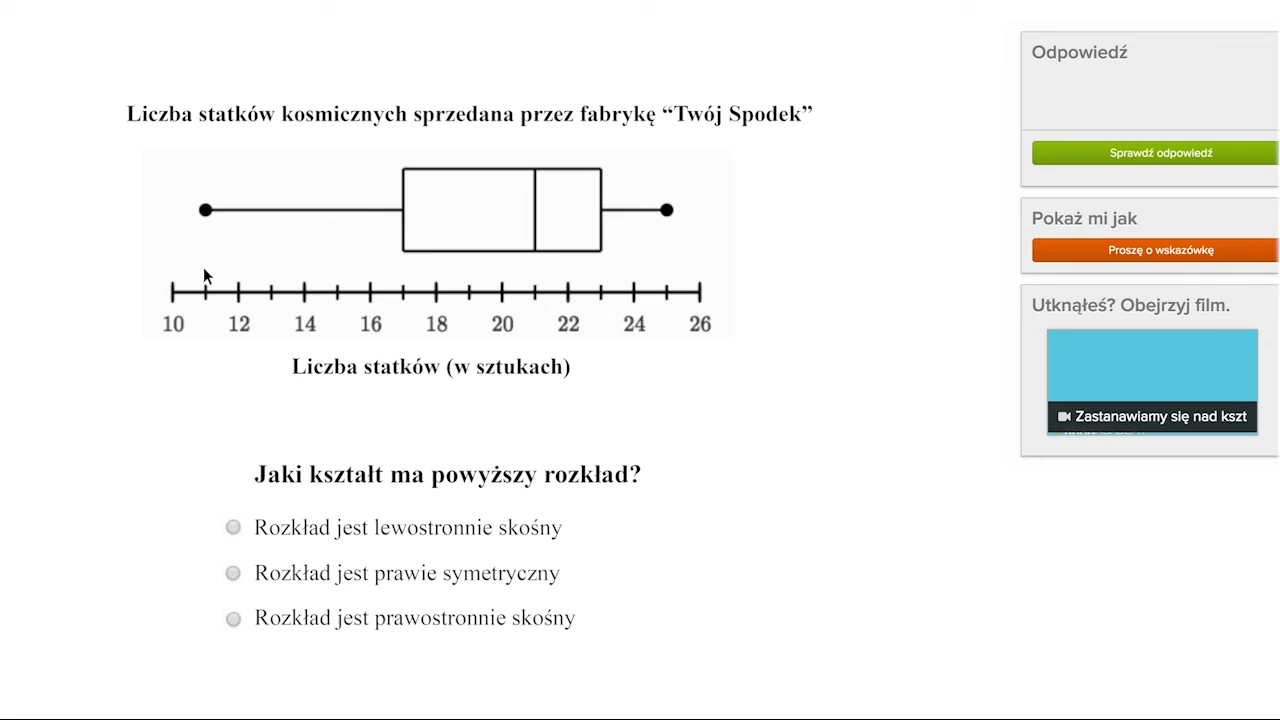 Liczba statków kosmicznych sprzedana przez fabrykę “Twój Spodek”
10 12 14 16 18 20 22 24 26
Liczba statków (w sztukach)
Jaki kształt ma powyższy rozkład?
Rozkład jest lewostronnie skośny
Rozkład jest prawie symetryczny
Rozkład jest prawostronnie skośny
Odpowiedź
Sprawdź odpowiedź
Pokaż mi jak
Proszę o wskazówkę
Utknąłeś? Obejrzyj film.
Zastanawiamy się nad kszt